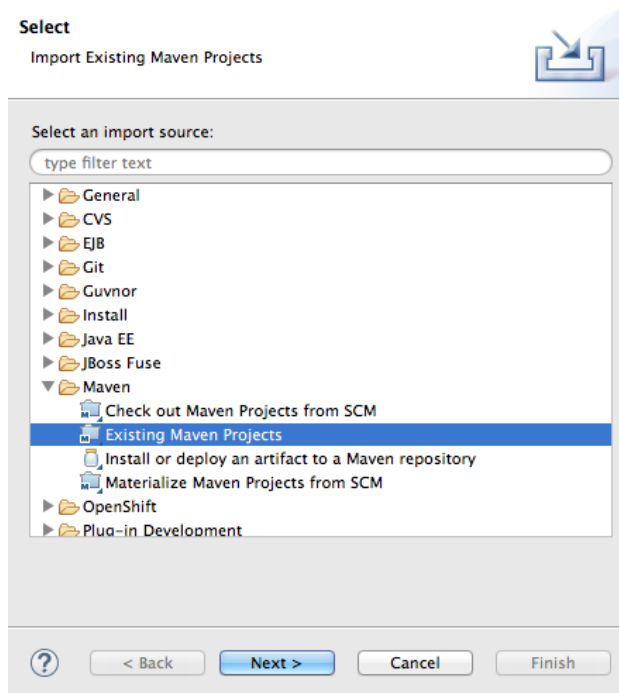 Select
Import Existing Maven Projects
Select an import source:
type filter text
General
CVS
EJB
Git
Guvnor
Install
Java EE
JBoss Fuse
Maven
Check out Maven Projects from SCM
Existing Maven Projects
Install or deploy an artifact to a Maven repository
Materialize Maven Projects from SCM
OpenShift
Plug-in Development
? < Back Next > Cancel Finish